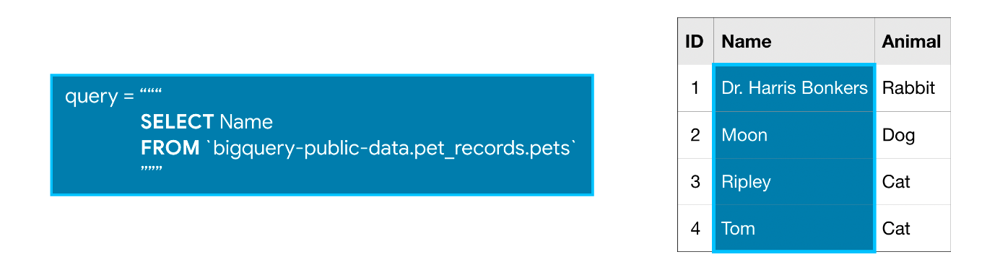 query = “““
SELECT Name
FROM `bigquery-public-data.pet_records.pets`
”””
ID Name Animal
1 Dr. Harris Bonkers Rabbit
2 Moon Dog
3 Ripley Cat
4 Tom Cat